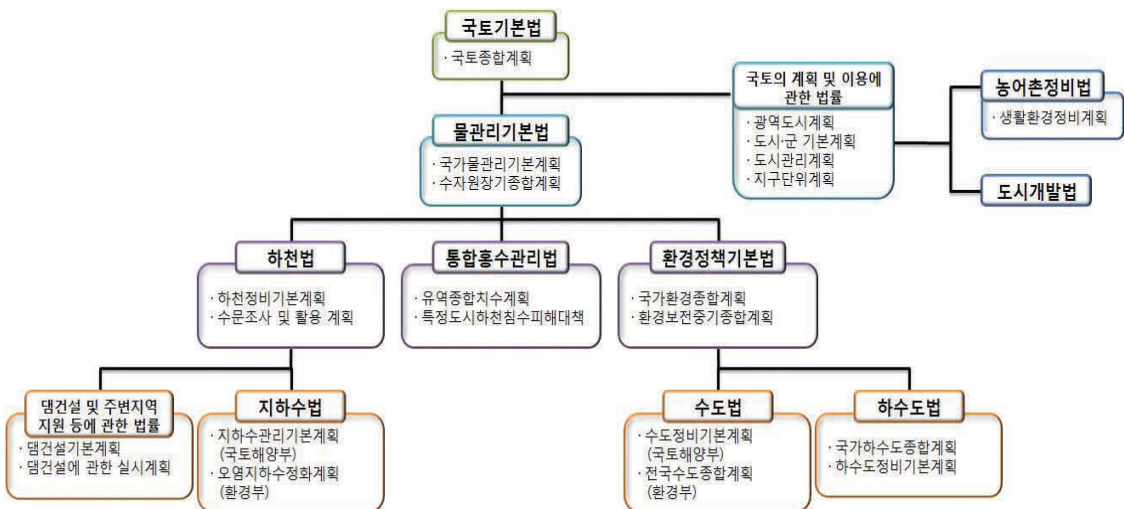 국토기본법
· 국토종합계획
국토의 계획 및 이용에
관한 법률
· 광역도시계획
· 도시·군 기본계획
· 도시관리계획
· 지구단위계획
농어촌정비법
· 생활환경정비계획
도시개발법
물관리기본법
· 국가물관리기본계획
· 수자원장기종합계획
하천법
· 하천정비기본계획
· 수문조사 및 활용 계획
통합홍수관리법
· 유역종합치수계획
· 특정도시하천침수피해대책
환경정책기본법
· 국가환경종합계획
· 환경보전중기종합계획
댐건설 및 주변지역
지원 등에 관한 법률
· 댐건설기본계획
· 댐건설에 관한 실시계획
지하수법
· 지하수관리기본계획
(국토해양부)
· 오염지하수정화계획
(환경부)
수도법
· 수도정비기본계획
(국토해양부)
· 전국수도종합계획
(환경부)
하수도법
· 국가하수도종합계획
· 하수도정비기본계획